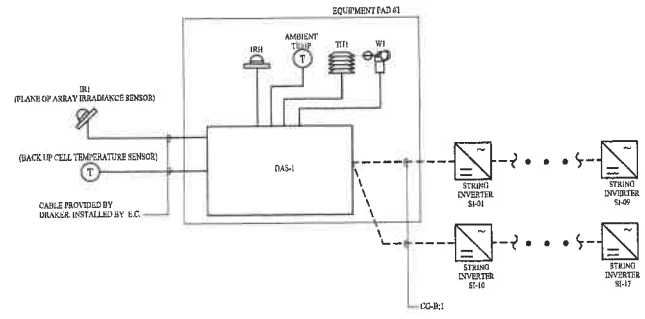 EQUIPMENT PAD #1
IRH
AMBIENT
TEMP
T
TH1
W1
IR1
(PLANE OF ARRAY IRRADIANCE SENSOR)
(BACK UP CELL TEMPERATURE SENSOR)
T
DAS-1
CABLE PROVIDED BY
DRAKER. INSTALLED BY E.C.
STRING
INVERTER
SI-01
STRING
INVERTER
SI-09
STRING
INVERTER
SI-10
STRING
INVERTER
SI-17
CG-B:1